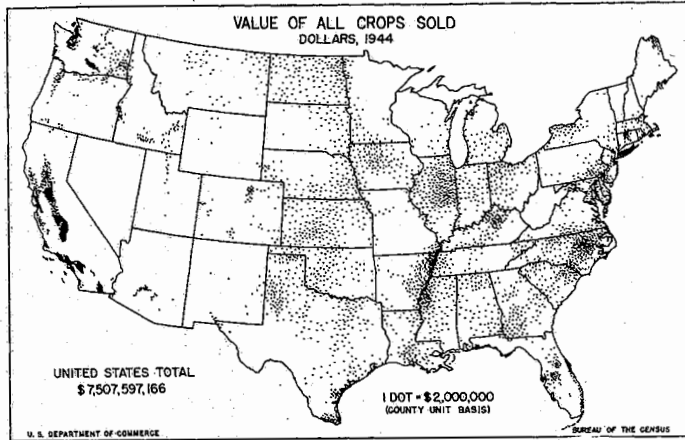 VALUE OF ALL CROPS SOLD
DOLLARS, 1944
UNITED STATES TOTAL
$7,507,597,166
1 DOT = $2,000,000
(COUNTY UNIT BASIS)
U. S. DEPARTMENT OF COMMERCE
BUREAU OF THE CENSUS